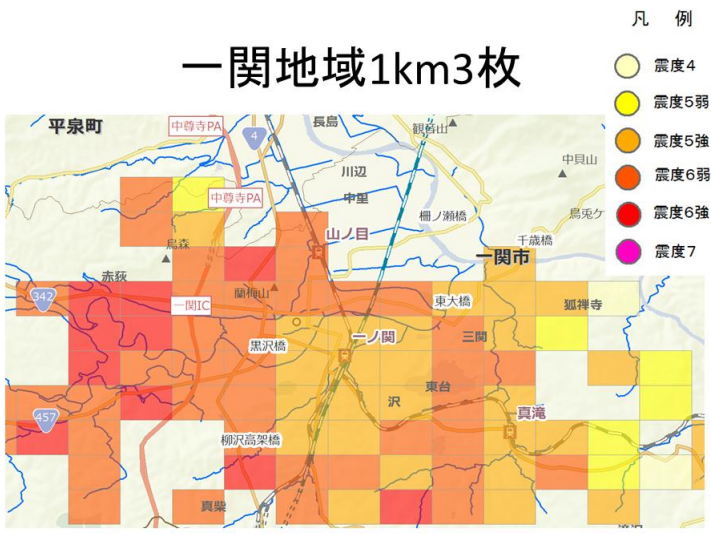 凡 例
一関地域1km3枚
震度4
震度5弱
震度5強
震度6弱
震度6強
震度7
平泉町
中尊寺PA
4
長島
観音山
川辺
中貝山
中尊寺PA
中里
柵ノ瀬橋
鳥兎ケ
山ノ目
千歳橋
烏森
一関市
赤荻
342
蘭梅山
一関IC
東大橋
狐禅寺
一ノ関
三関
黒沢橋
東台
沢
真滝
457
柳沢高架橋
真柴